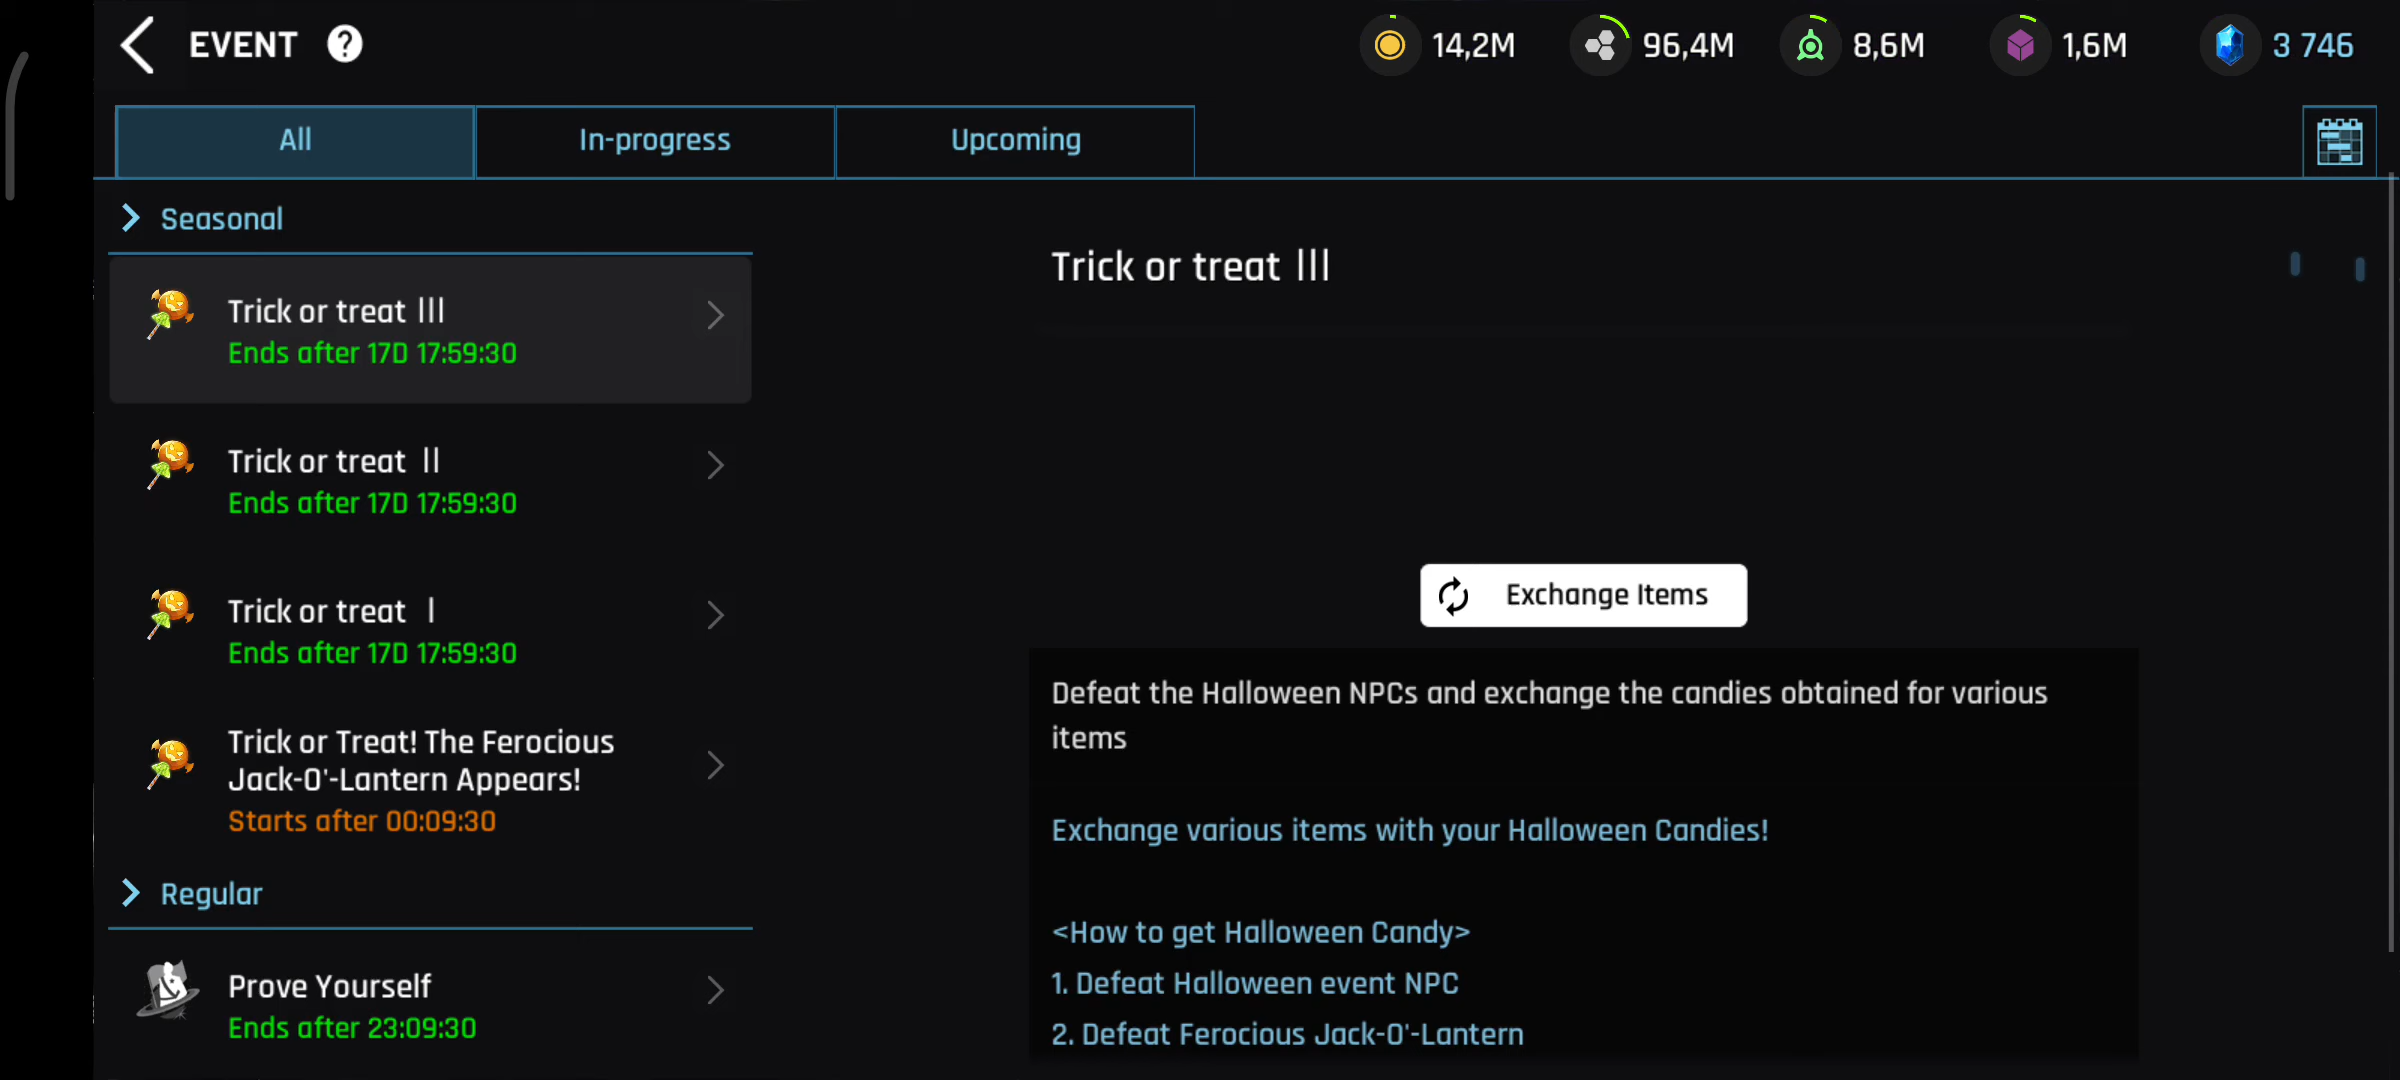 EVENT ?
14,2M
96,4M
8,6M
1,6M
3 746
All
In-progress
Upcoming
Seasonal
Trick or treat |||
Ends after 17D 17:59:30
Trick or treat ||
Ends after 17D 17:59:30
Trick or treat |
Ends after 17D 17:59:30
Trick or Treat! The Ferocious
Jack-O'-Lantern Appears!
Starts after 00:09:30
Regular
Prove Yourself
Ends after 23:09:30
Trick or treat |||
Exchange Items
Defeat the Halloween NPCs and exchange the candies obtained for various
items
Exchange various items with your Halloween Candies!
<How to get Halloween Candy>
1. Defeat Halloween event NPC
2. Defeat Ferocious Jack-O'-Lantern